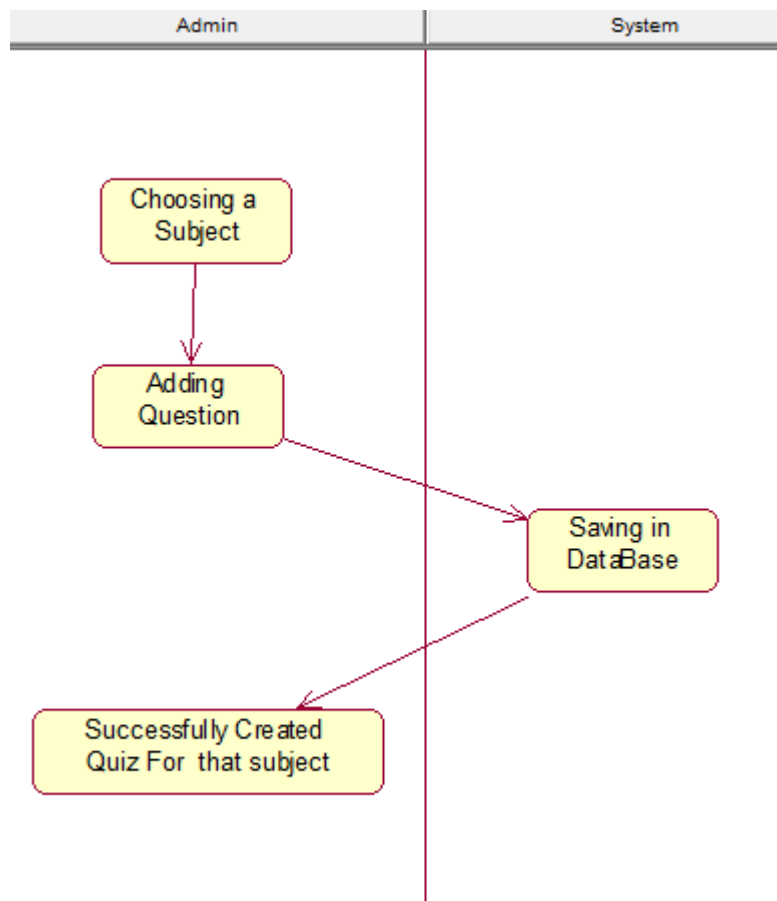 Admin
System
Choosing a
Subject
Adding
Question
Saving in
DataBase
Successfully Created
Quiz For that subject